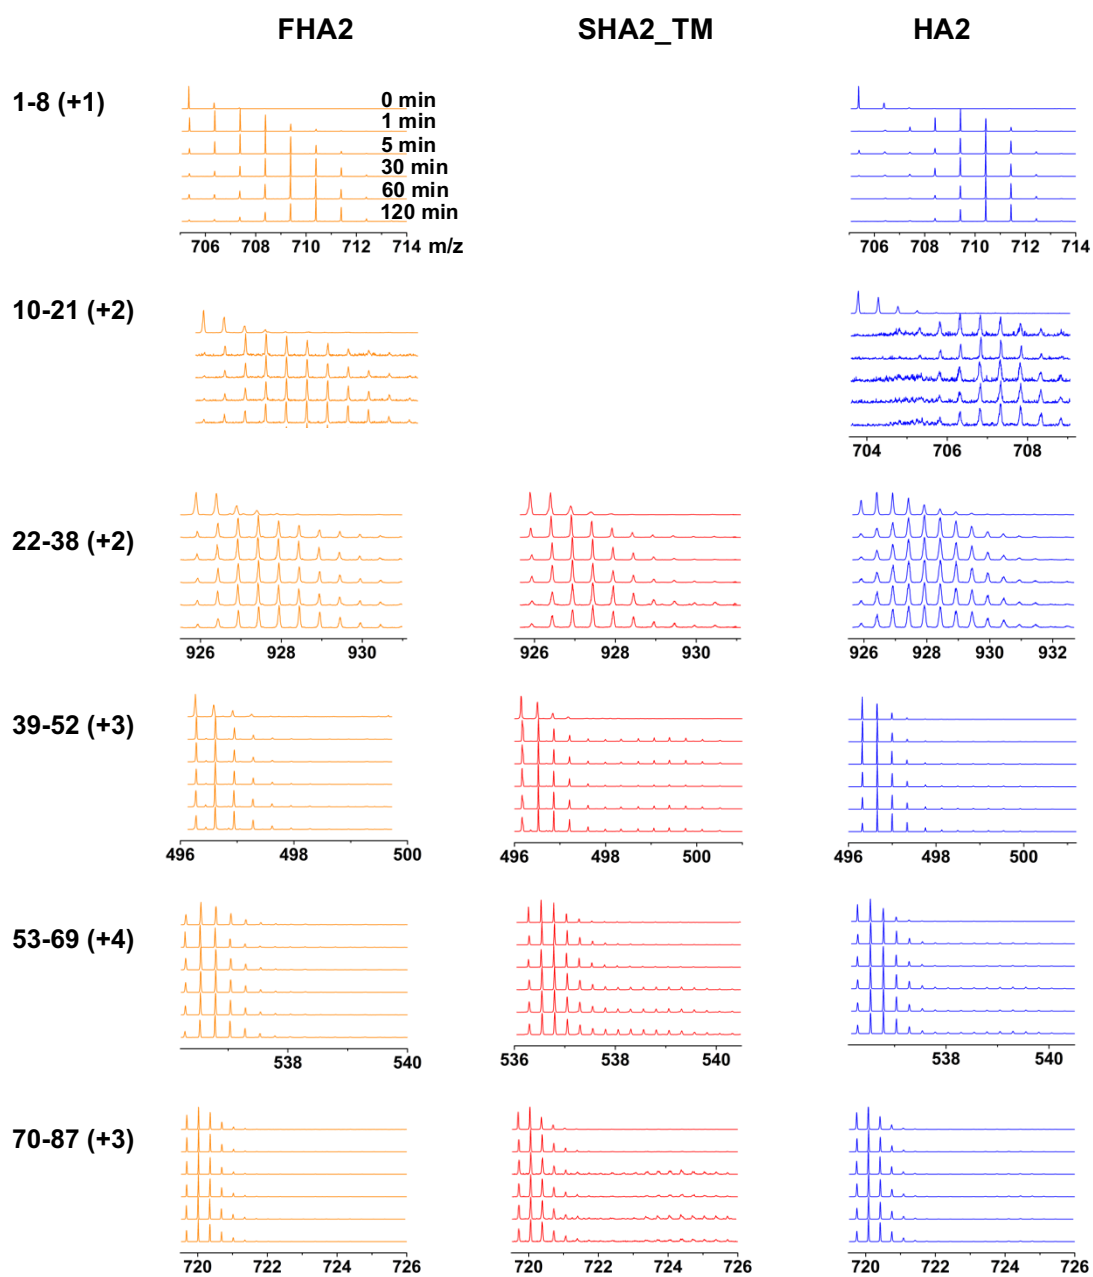 FHA2 SHA2_TM HA2
1-8 (+1)
0 min
1 min
5 min
30 min
60 min
120 min
706 708 710 712 714 m/z
706 708 710 712 714
10-21 (+2)
704 706 708
22-38 (+2)
926 928 930
926 928 930
926 928 930 932
39-52 (+3)
496 498 500
496 498 500
496 498 500
53-69 (+4)
538 540
536 538 540
538 540
70-87 (+3)
720 722 724 726
720 722 724 726
720 722 724 726